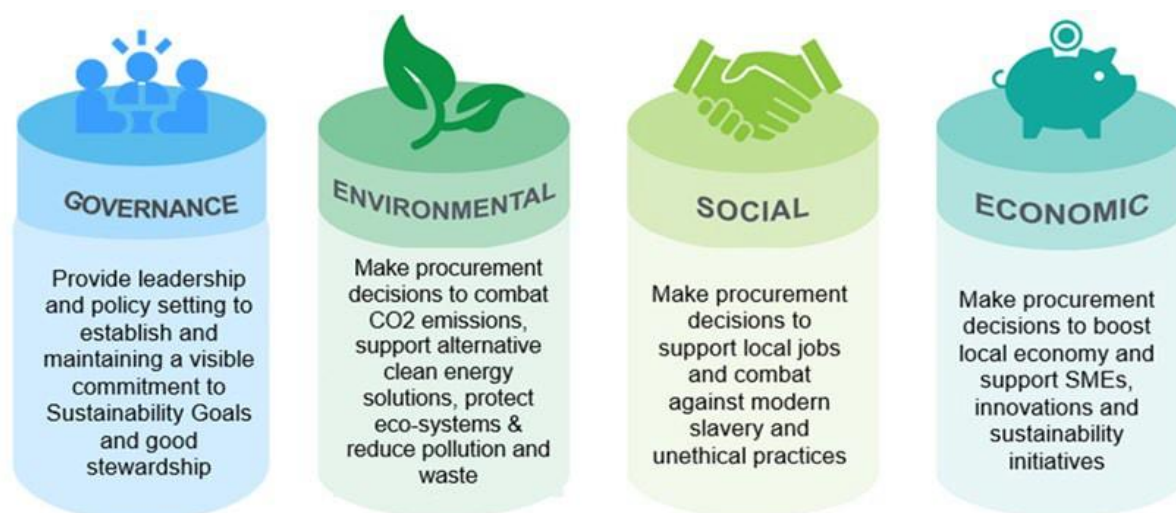 GOVERNANCE
Provide leadership
and policy setting to
establish and
maintaining a visible
commitment to
Sustainability Goals
and good
stewardship
ENVIRONMENTAL
Make procurement
decisions to combat
CO2 emissions,
support alternative
clean energy
solutions, protect
eco-systems &
reduce pollution and
waste
SOCIAL
Make procurement
decisions to
support local jobs
and combat
against modern
slavery and
unethical practices
ECONOMIC
Make procurement
decisions to boost
local economy and
support SMEs,
innovations and
sustainability
initiatives